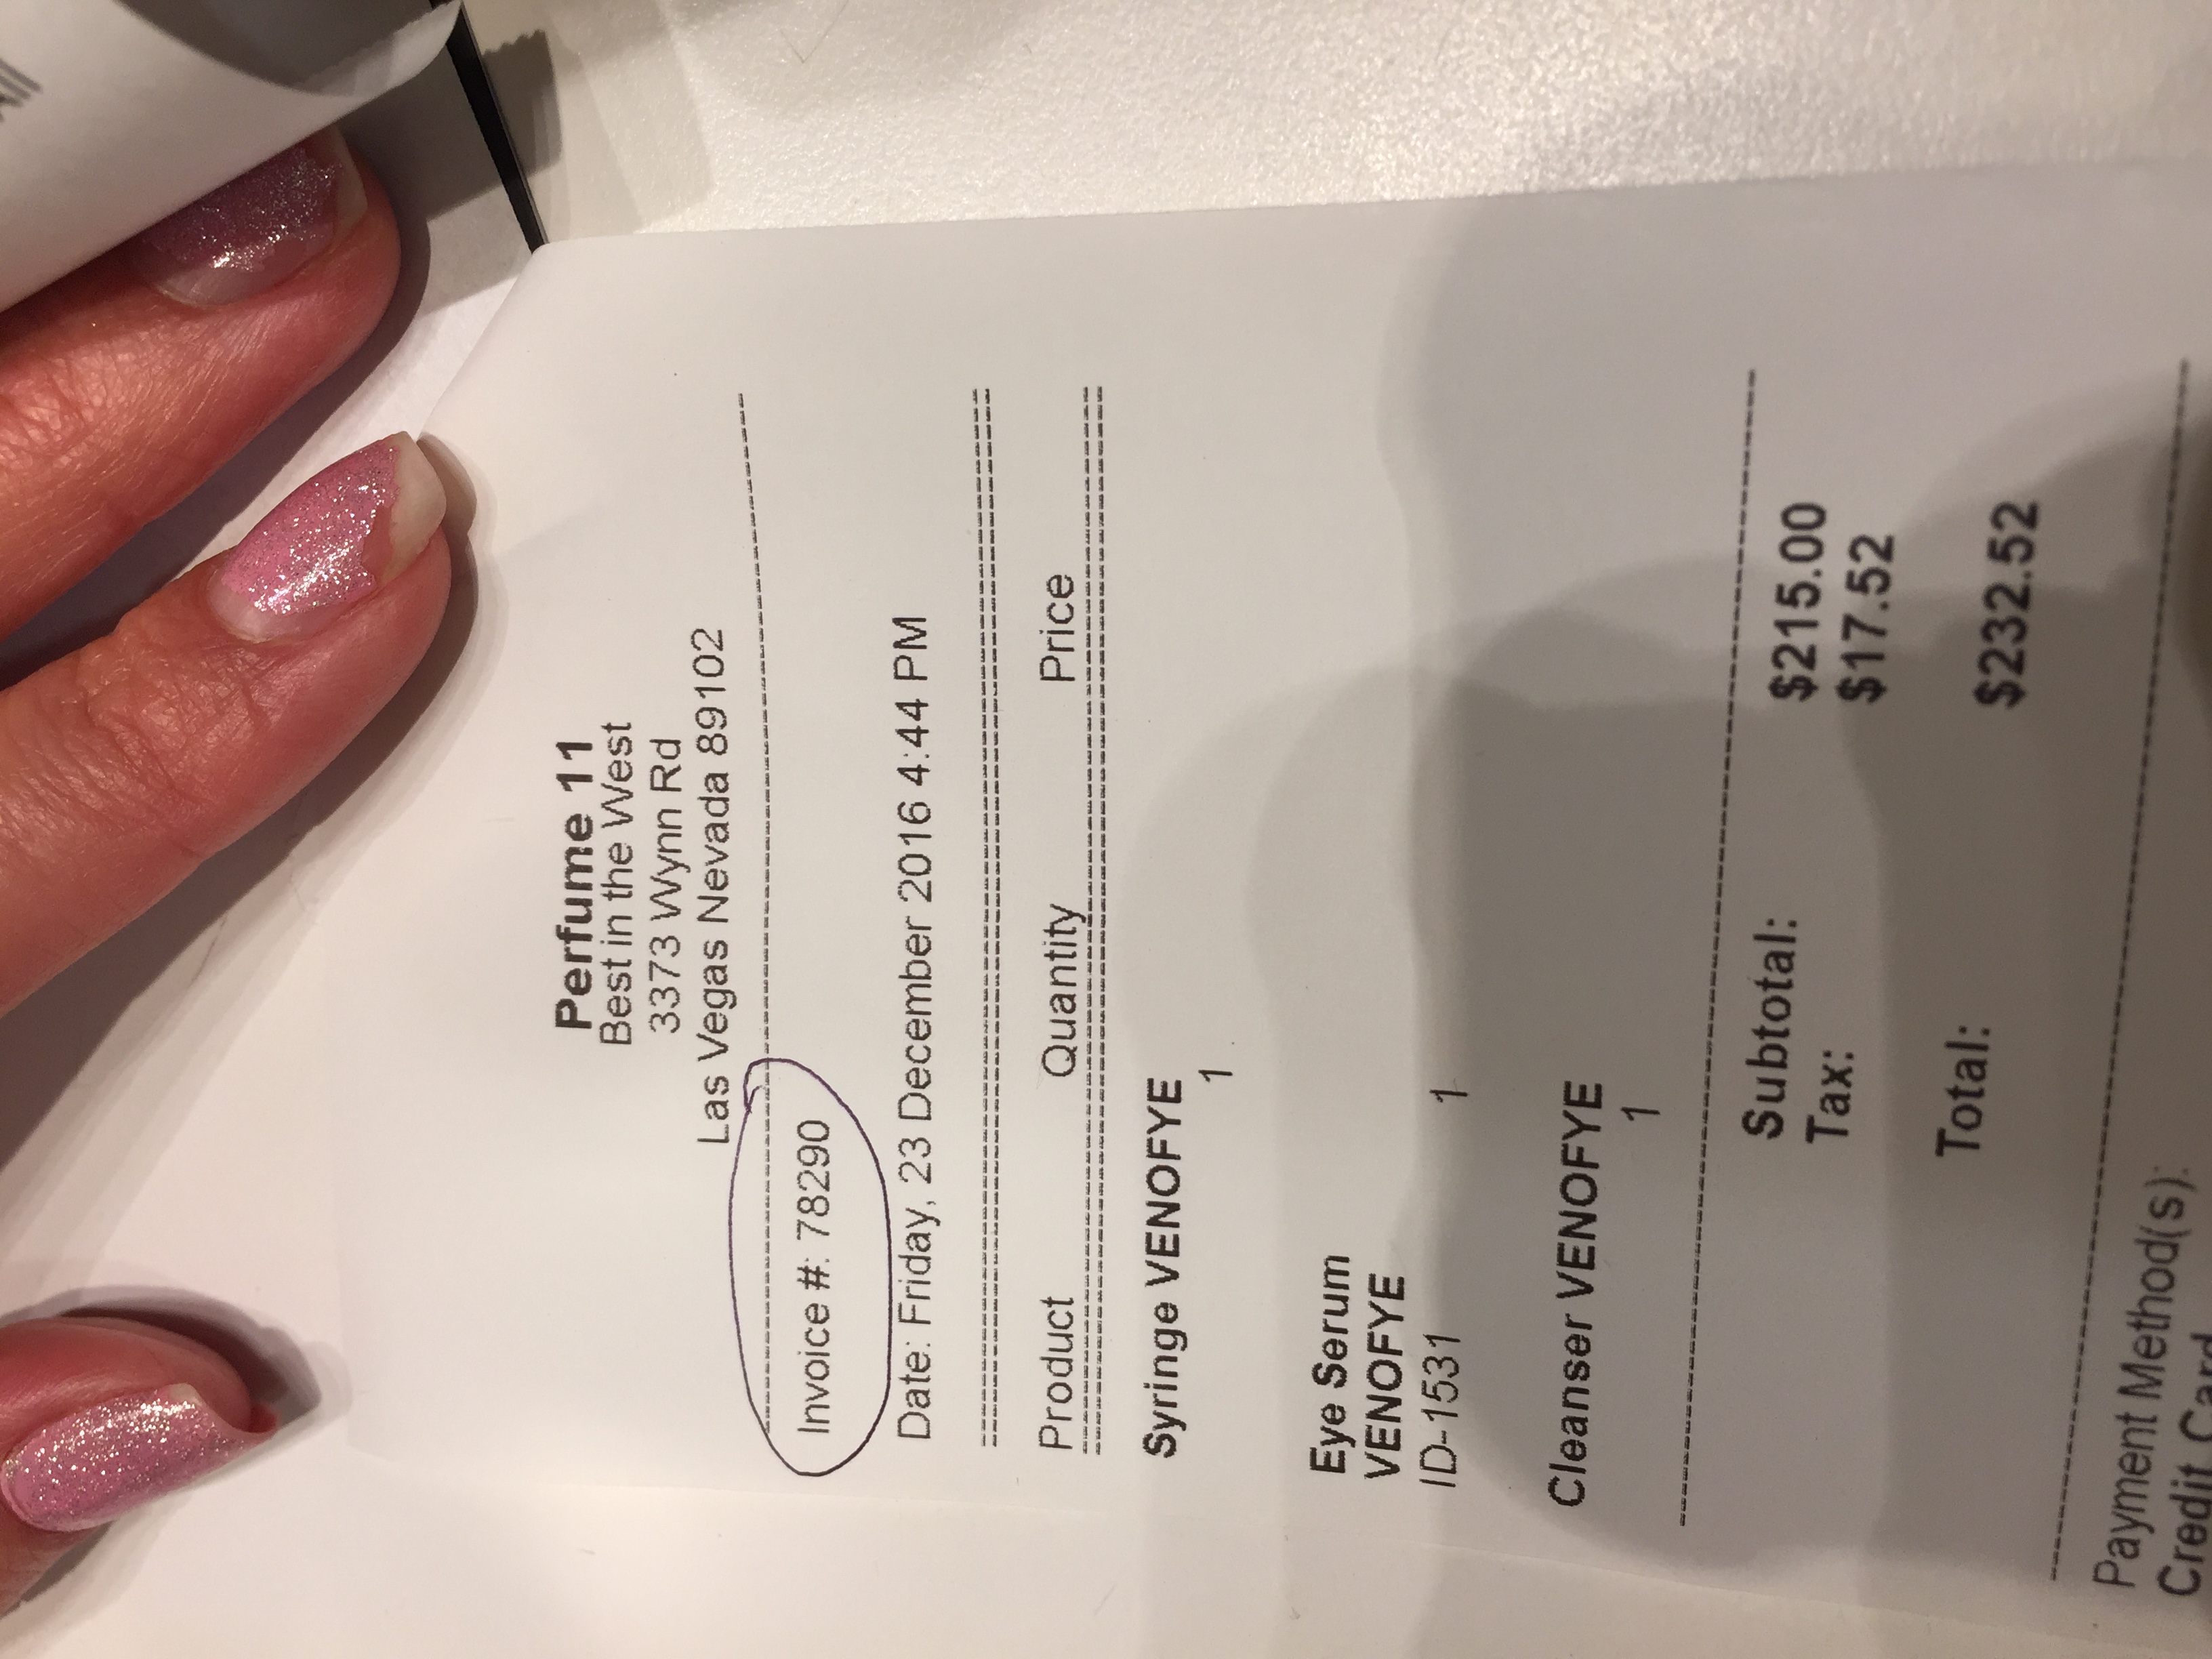 Perfume 11
Best in the West
3373 Wynn Rd
Las Vegas Nevada 89102
Invoice #: 78290
Date: Friday, 23 December 2016 4:44 PM
Product Quantity Price
Syringe VENOFYE
1
Eye Serum
VENOFYE
ID-1531 1
Cleanser VENOFYE
1
Subtotal: $215.00
Tax: $17.52
Total: $232.52
Payment Method(s):
Credit Card